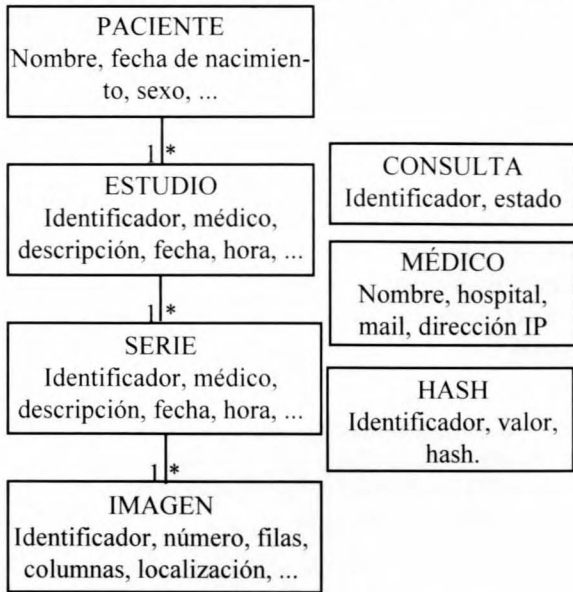 PACIENTE
Nombre, fecha de nacimien-
to, sexo, ...
1 *
ESTUDIO
Identificador, médico,
descripción, fecha, hora, ...
1 *
SERIE
Identificador, médico,
descripción, fecha, hora, ...
1 *
IMAGEN
Identificador, número, filas,
columnas, localización, ...
CONSULTA
Identificador, estado
MÉDICO
Nombre, hospital,
mail, dirección IP
HASH
Identificador, valor,
hash.